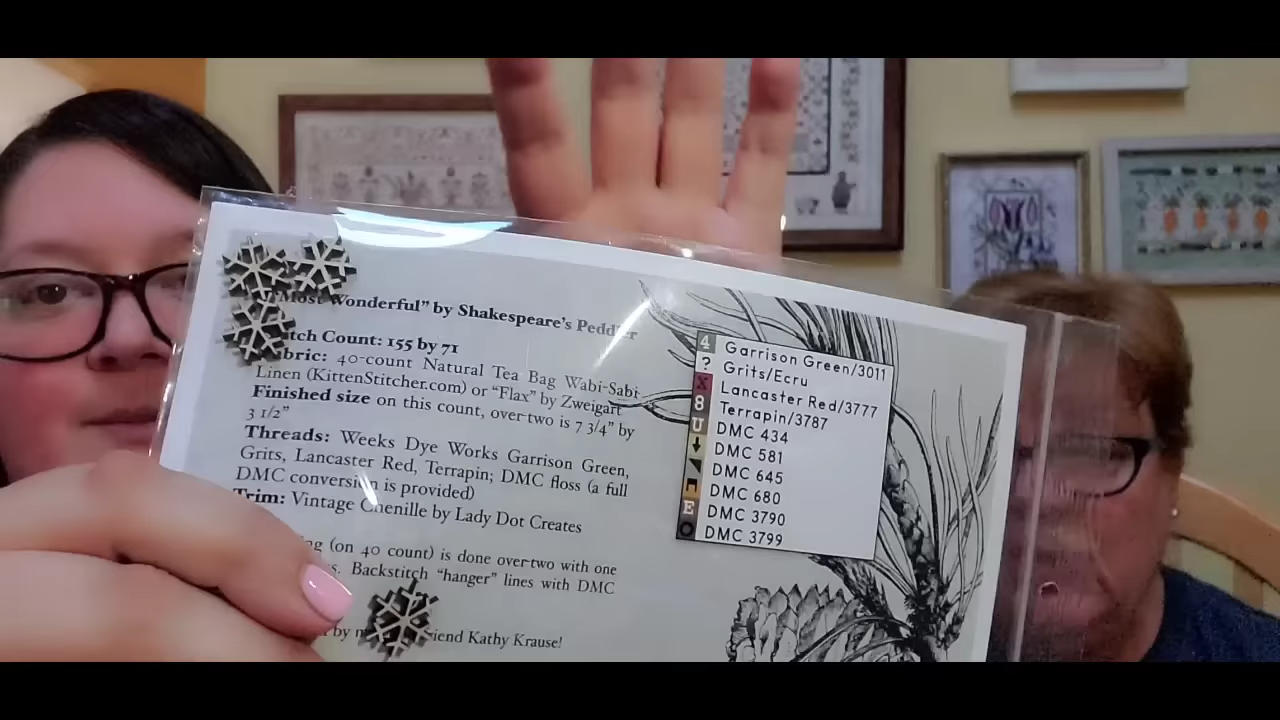 Most Wonderful” by Shakespeare’s Peddler
tch Count: 155 by 71
bric: 40-count Natural Tea Bag Wabi-Sabi
Linen (KittenStitcher.com) or “Flax” by Zweigart
Finished size on this count, over two is 7 3/4” by
3 1/2”
Threads: Weeks Dye Works Garrison Green,
Grits, Lancaster Red, Terrapin; DMC floss (a full
DMC conversion is provided)
Trim: Vintage Chenille by Lady Dot Creates
ng (on 40 count) is done over two with one
s. Backstitch “hanger” lines with DMC
by m iend Kathy Krause!
4 Garrison Green/3011
? Grits/Ecru
X Lancaster Red/3777
8 Terrapin/3787
U DMC 434
DMC 581
DMC 645
DMC 680
E DMC 3790
DMC 3799